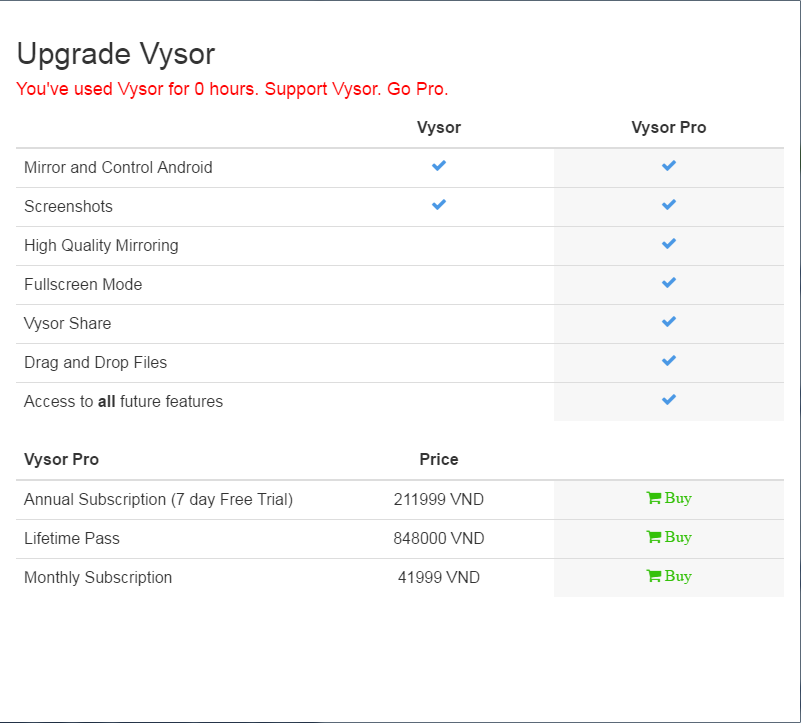 Upgrade Vysor
You've used Vysor for 0 hours. Support Vysor. Go Pro.
Vysor Vysor Pro
Mirror and Control Android
Screenshots
High Quality Mirroring
Fullscreen Mode
Vysor Share
Drag and Drop Files
Access to all future features
Vysor Pro Price
Annual Subscription (7 day Free Trial) 211999 VND Buy
Lifetime Pass 848000 VND Buy
Monthly Subscription 41999 VND Buy